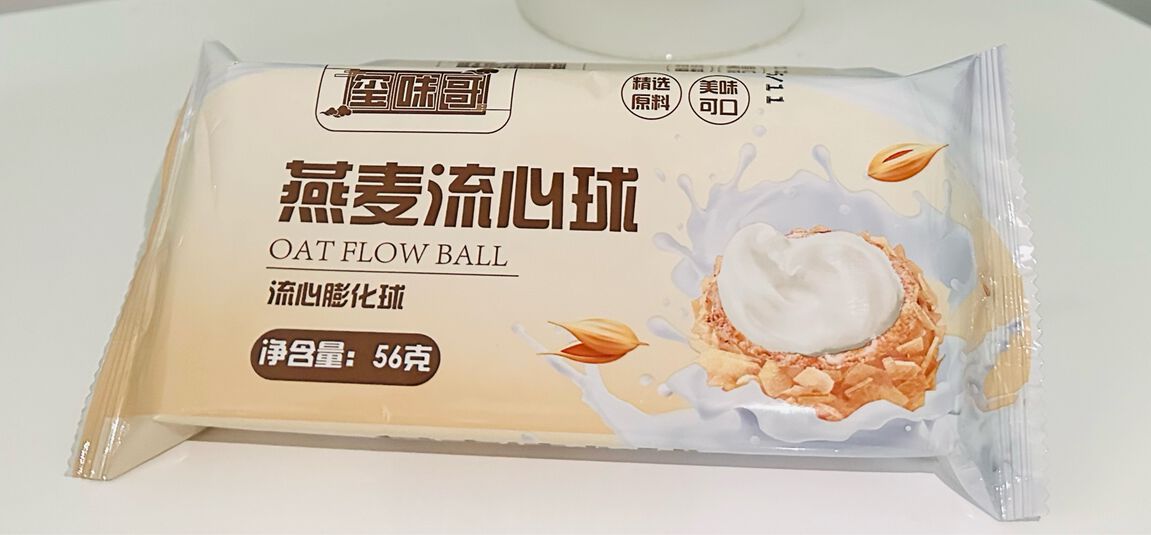 味哥
精选
原料
美味
可口
燕麦流心球
OAT FLOW BALL
流心膨化球
净含量：56克